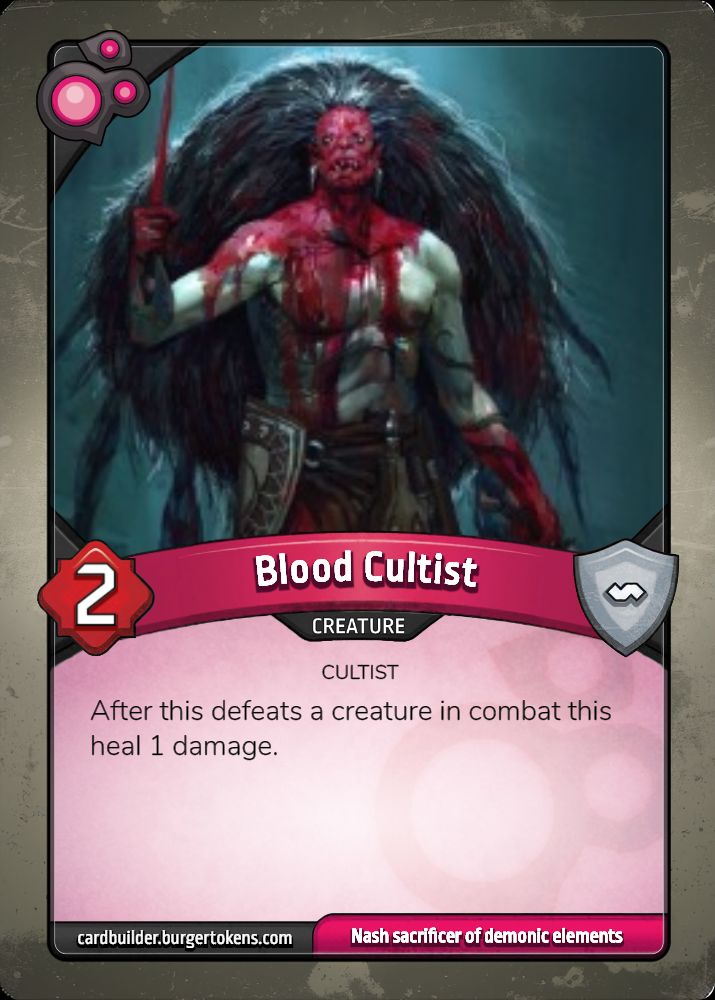 2
Blood Cultist
~
CREATURE
CULTIST
After this defeats a creature in combat this
heal 1 damage.
cardbuilder.burgertokens.com
Nash sacrificer of demonic elements